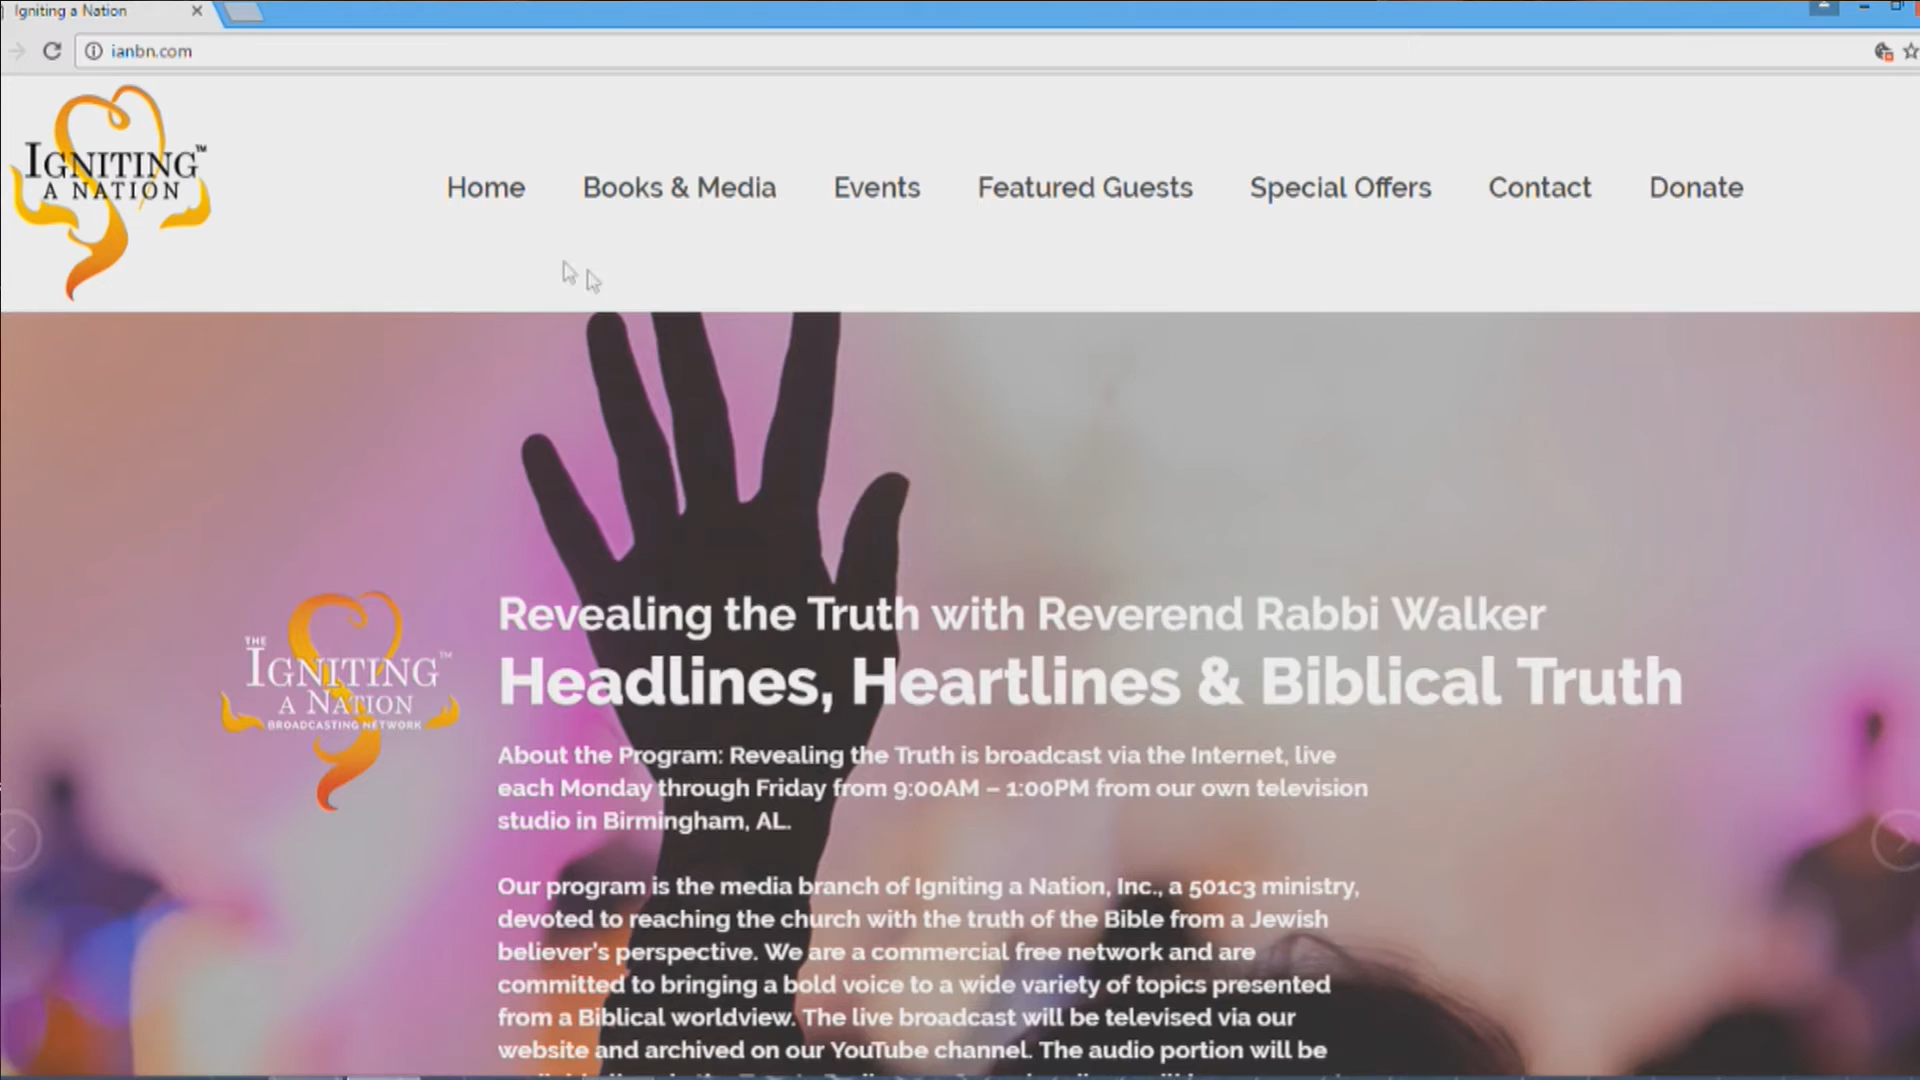 Igniting a Nation
ianbn.com
IGNITING™
A NATION
Home Books & Media Events Featured Guests Special Offers Contact Donate
THE
IGNITING™
A NATION
BROADCASTING NETWORK
Revealing the Truth with Reverend Rabbi Walker
Headlines, Heartlines & Biblical Truth
About the Program: Revealing the Truth is broadcast via the Internet, live
each Monday through Friday from 9:00AM – 1:00PM from our own television
studio in Birmingham, AL.
Our program is the media branch of Igniting a Nation, Inc., a 501c3 ministry,
devoted to reaching the church with the truth of the Bible from a Jewish
believer's perspective. We are a commercial free network and are
committed to bringing a bold voice to a wide variety of topics presented
from a Biblical worldview. The live broadcast will be televised via our
website and archived on our YouTube channel. The audio portion will be